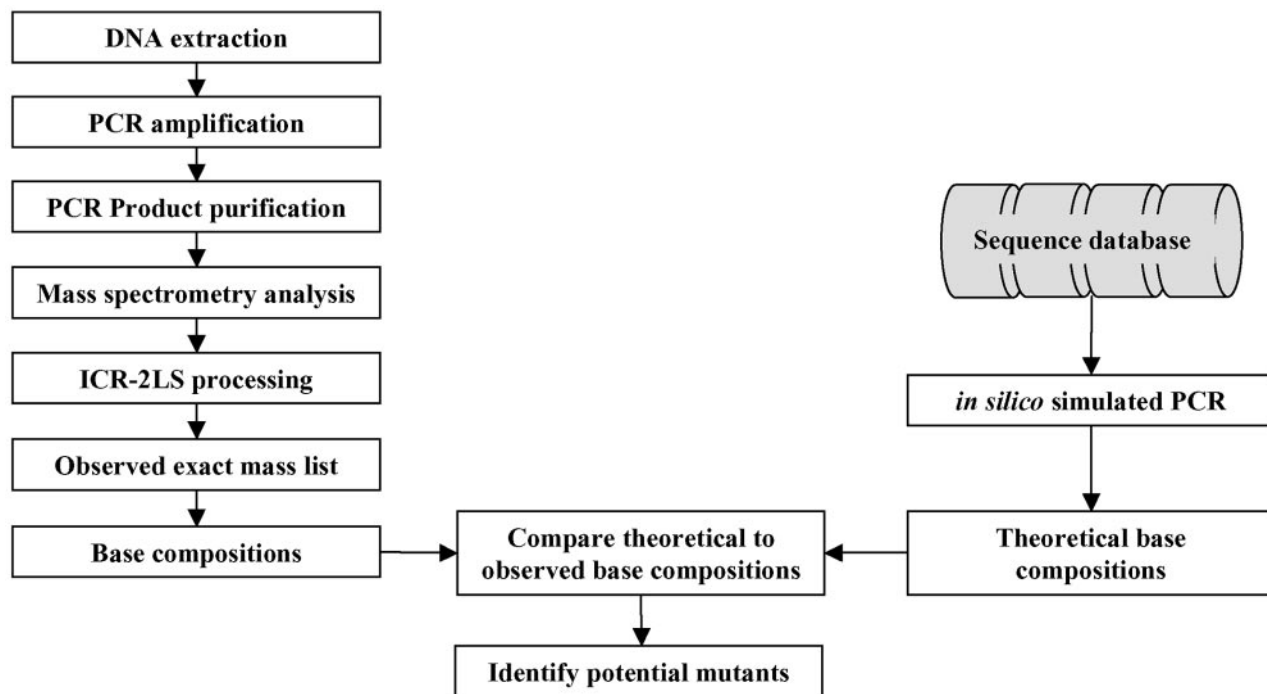 DNA extraction
PCR amplification
PCR Product purification
Mass spectrometry analysis
ICR-2LS processing
Observed exact mass list
Base compositions
Sequence database
in silico simulated PCR
Theoretical base
compositions
Compare theoretical to
observed base compositions
Identify potential mutants